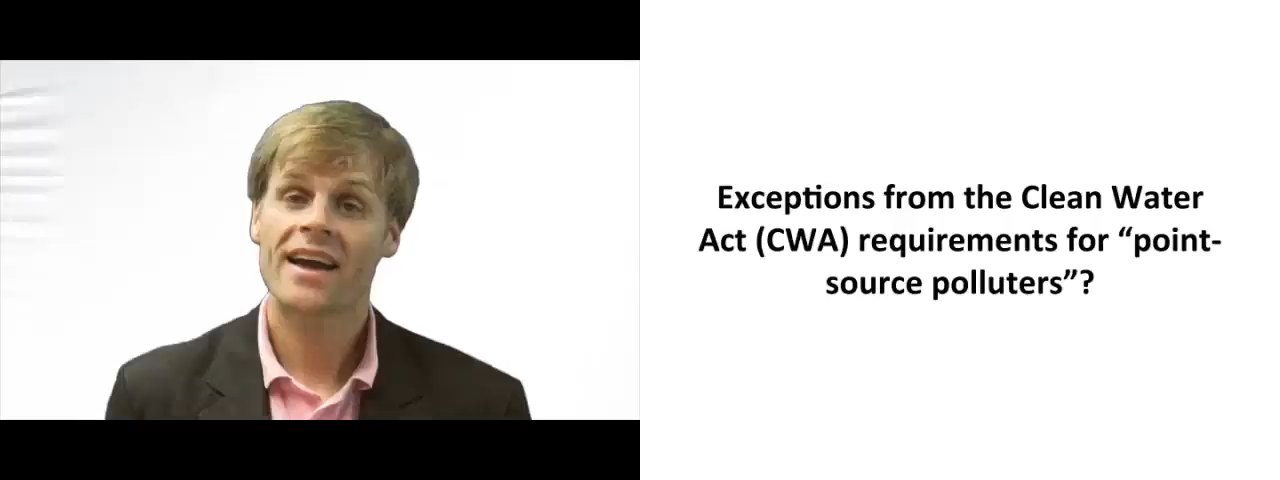 Exceptions from the Clean Water
Act (CWA) requirements for “point-
source polluters”?